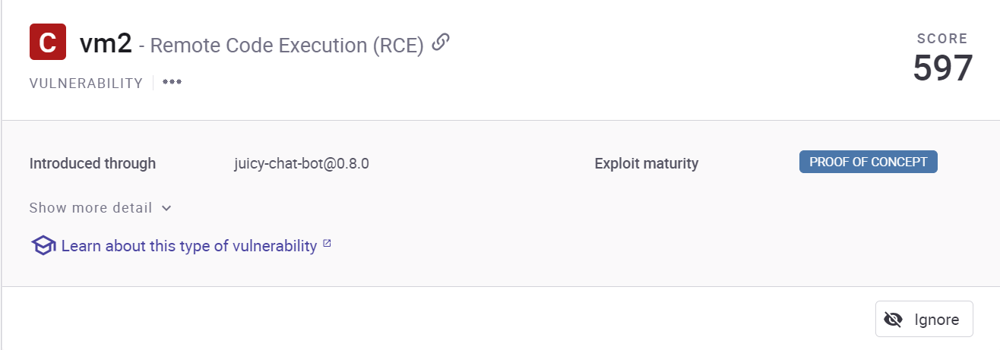 C vm2 - Remote Code Execution (RCE)
SCORE
597
VULNERABILITY
Introduced through juicy-chat-bot@0.8.0 Exploit maturity PROOF OF CONCEPT
Show more detail
Learn about this type of vulnerability
Ignore